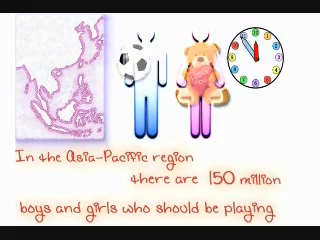 In the Asia-Pacific region
there are 150 million
boys and girls who should be playing